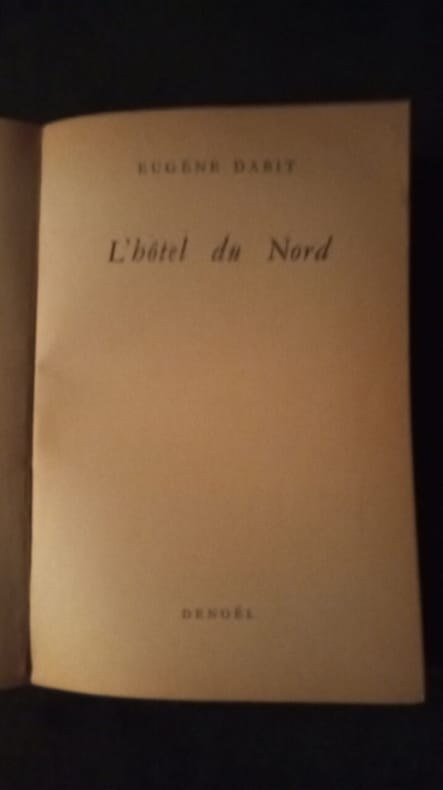 EUGÈNE DABIT
L'hôtel du Nord
DENOËL